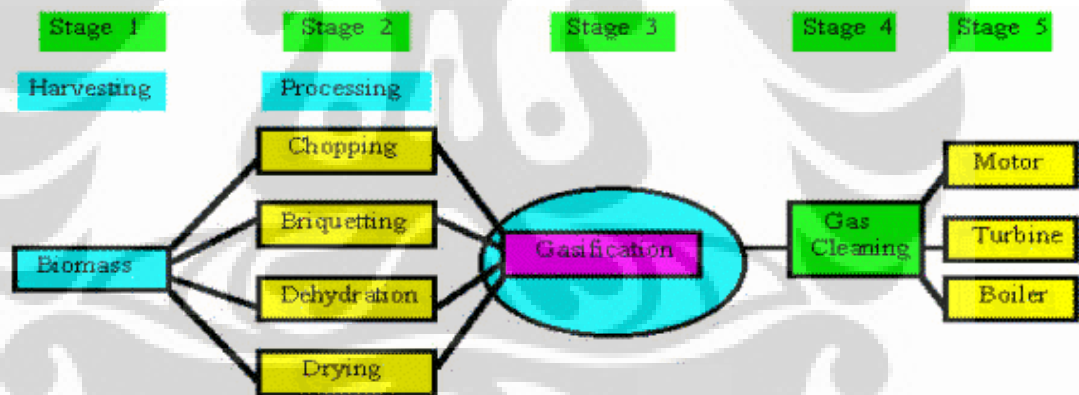 Stage 1
Stage 2
Stage 3
Stage 4
Stage 5
Harvesting
Processing
Chopping
Briquetting
Dehydration
Drying
Biomass
Gasification
Gas
Cleaning
Motor
Turbine
Boiler